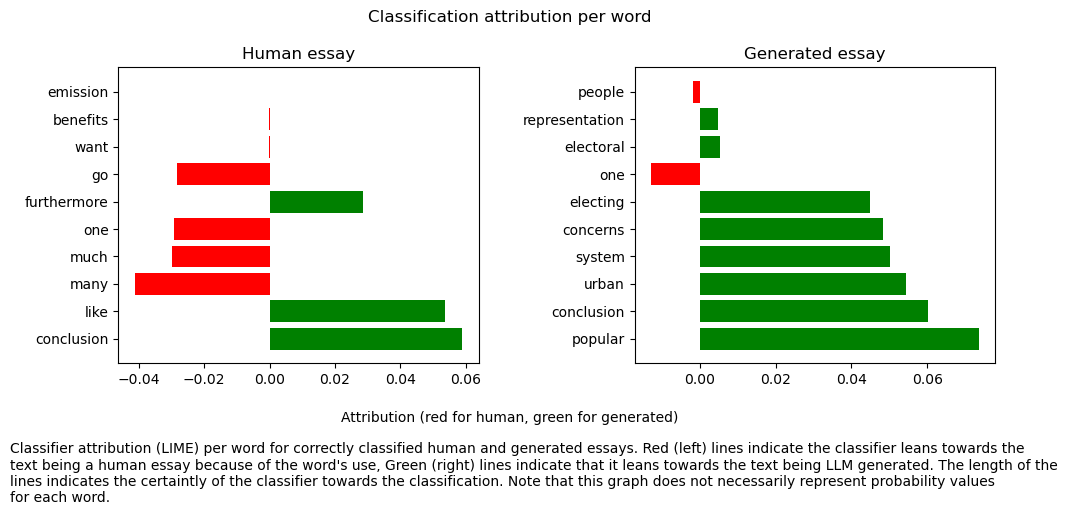 Classification attribution per word
Human essay
emission
benefits
want
go
furthermore
one
much
many
like
conclusion
−0.04 −0.02 0.00 0.02 0.04 0.06
Generated essay
people
representation
electoral
one
electing
concerns
system
urban
conclusion
popular
0.00 0.02 0.04 0.06
Attribution (red for human, green for generated)
Classifier attribution (LIME) per word for correctly classified human and generated essays. Red (left) lines indicate the classifier leans towards the
text being a human essay because of the word's use, Green (right) lines indicate that it leans towards the text being LLM generated. The length of the
lines indicates the certaintly of the classifier towards the classification. Note that this graph does not necessarily represent probability values
for each word.